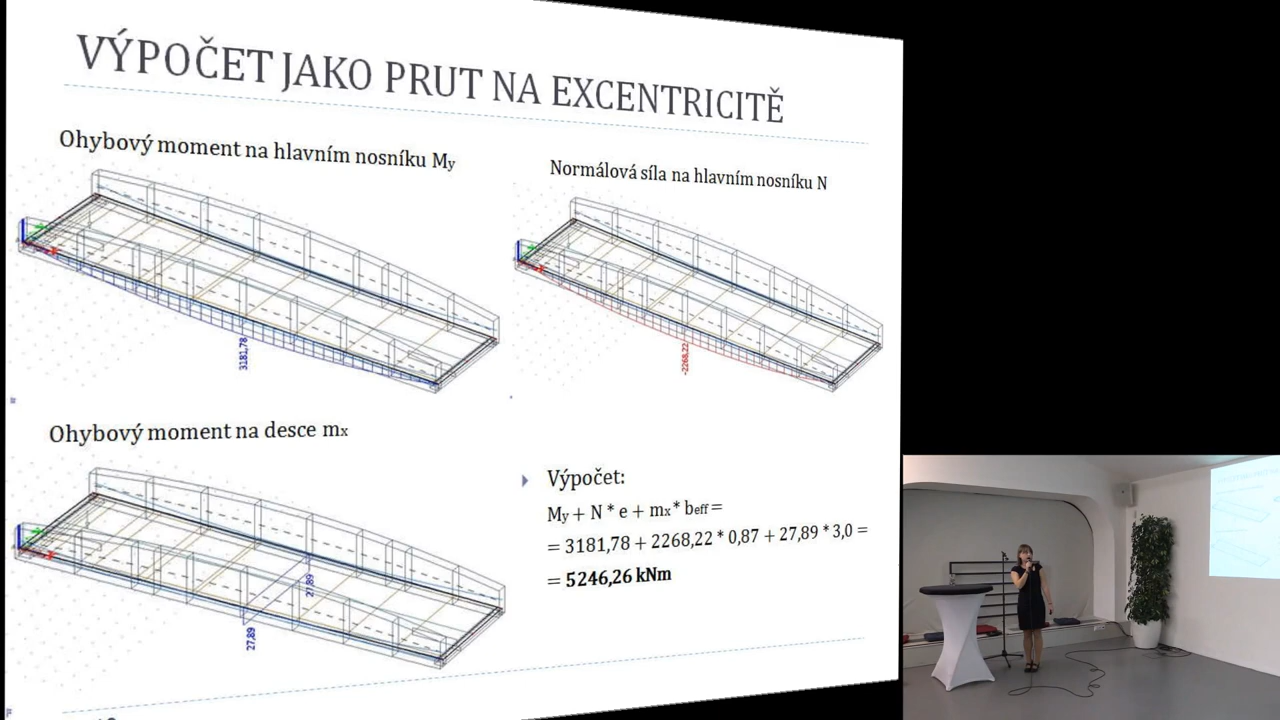 VÝPOČET JAKO PRUT NA EXCENTRICITĚ
Ohybový moment na hlavním nosníku My
Normálová síla na hlavním nosníku N
3181,78
-2268,22
Ohybový moment na desce mx
27,89
27,89
Výpočet:
My + N * e + mx * beff =
= 3181,78 + 2268,22 * 0,87 + 27,89 * 3,0 =
= 5246,26 kNm